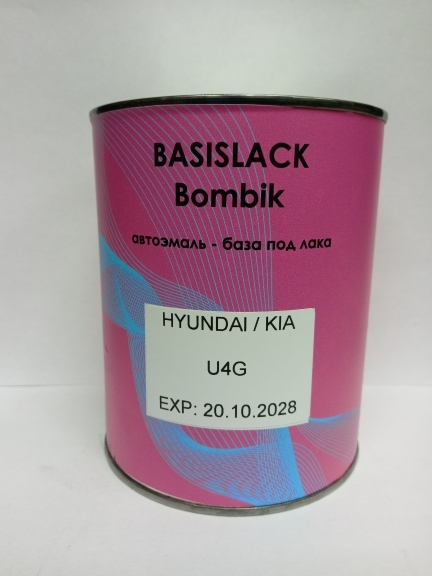 BASISLACK
Bombik
автоэмаль - база под лака
HYUNDAI / KIA
U4G
EXP: 20.10.2028